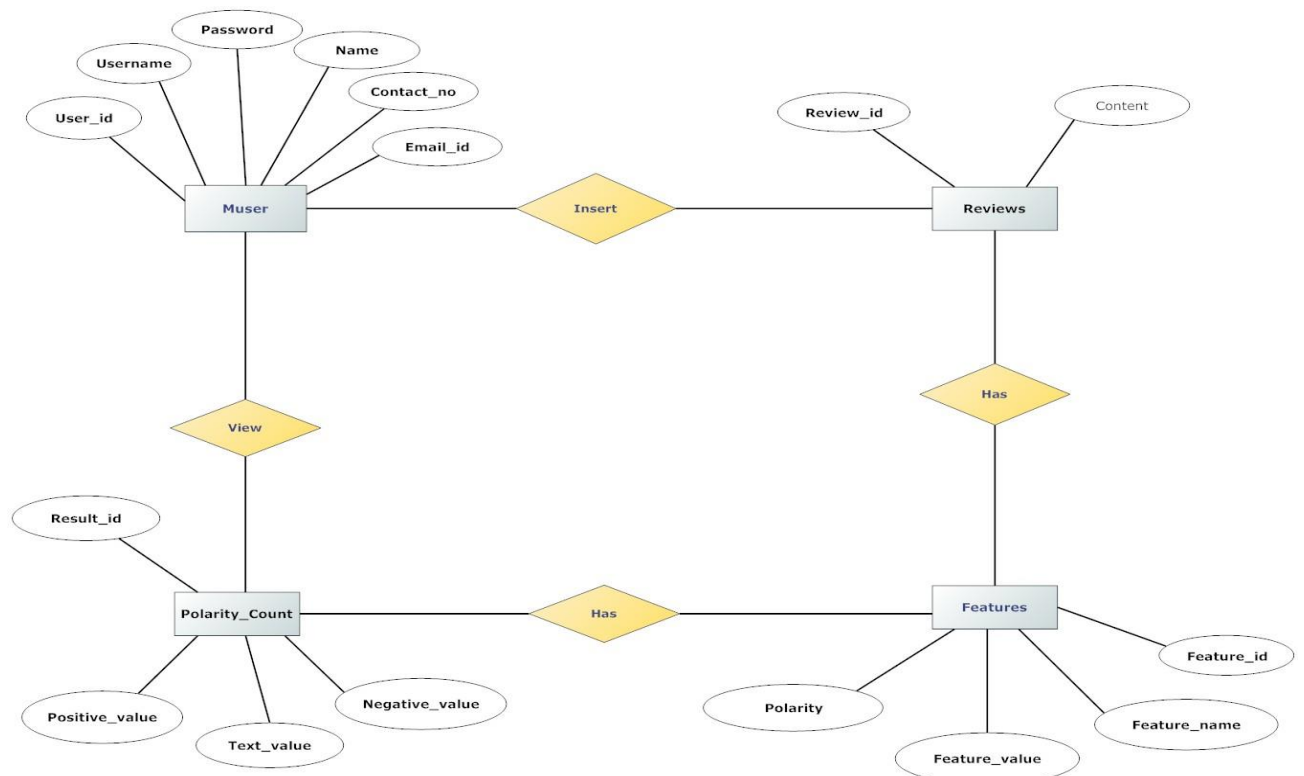 Password
Name
Username
Contact_no
Content
Review_id
User_id
Email_id
Muser
Insert
Reviews
Has
View
Result_id
Polarity_Count
Has
Features
Feature_id
Negative_value
Polarity
Positive_value
Feature_name
Text_value
Feature_value